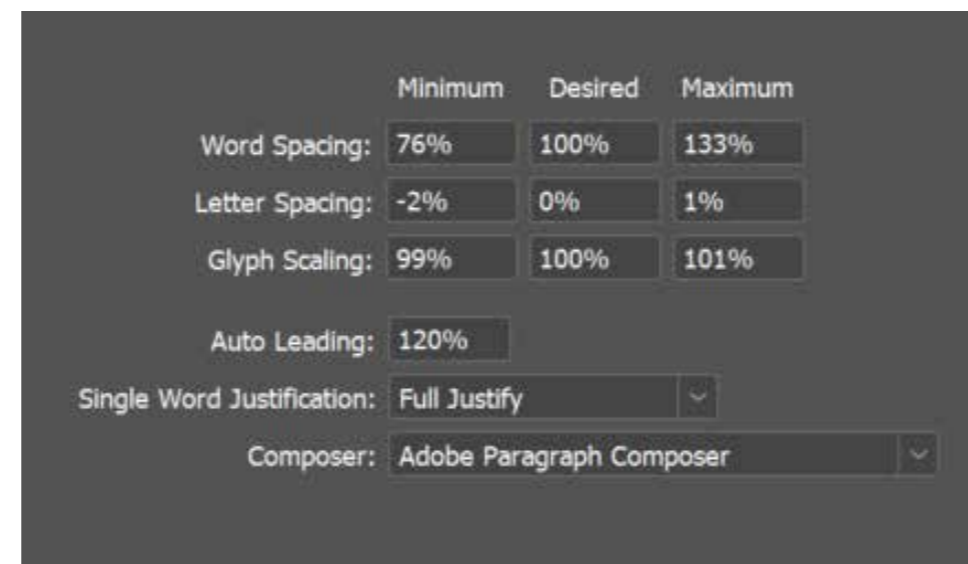 Minimum Desired Maximum
Word Spacing: 76% 100% 133%
Letter Spacing: -2% 0% 1%
Glyph Scaling: 99% 100% 101%
Auto Leading: 120%
Single Word Justification: Full Justify
Composer: Adobe Paragraph Composer